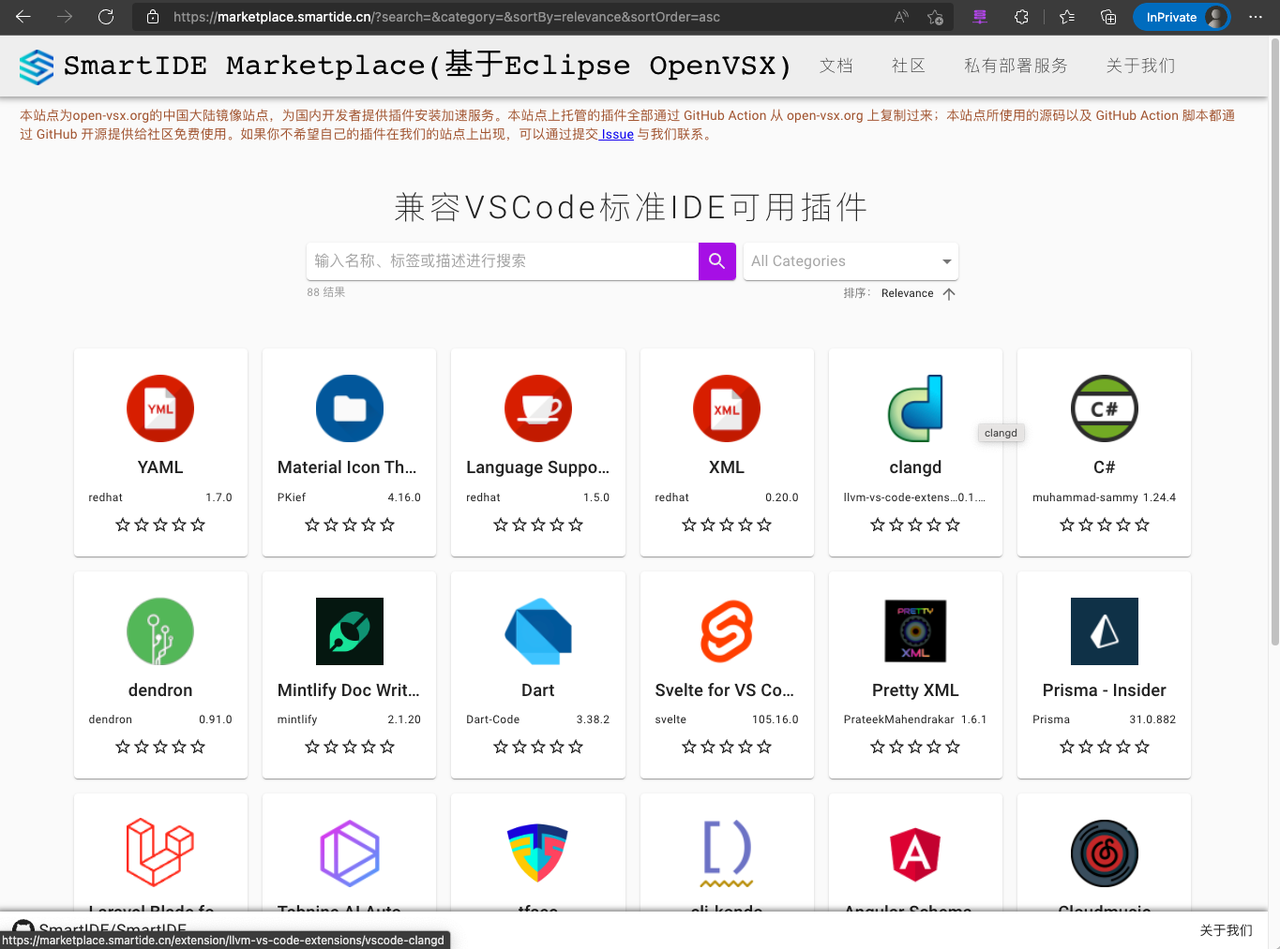 https://marketplace.smartide.cn/?search=&category=&sortBy=relevance&sortOrder=asc
InPrivate
SmartIDE Marketplace(基于Eclipse OpenVSX)
文档
社区
私有部署服务
关于我们
本站点为open-vsx.org的中国大陆镜像站点，为国内开发者提供插件安装加速服务。本站点上托管的插件全部通过 GitHub Action 从 open-vsx.org 上复制过来；本站点所使用的源码以及 GitHub Action 脚本都通
过 GitHub 开源提供给社区免费使用。如果你不希望自己的插件在我们的站点上出现，可以通过提交 Issue 与我们联系。
兼容VSCode标准IDE可用插件
输入名称、标签或描述进行搜索
All Categories
88 结果
排序：
Relevance
YML
XML
C#
YAML
Material Icon Th...
Language Suppo...
XML
clangd
clangd
C#
redhat 1.7.0
PKief 4.16.0
redhat 1.5.0
redhat 0.20.0
llvm-vs-code-extens...0.1....
muhammad-sammy 1.24.4
PRETTY
XML
dendron
Mintlify Doc Writ...
Dart
Svelte for VS Co...
Pretty XML
Prisma - Insider
dendron 0.91.0
mintlify 2.1.20
Dart-Code 3.38.2
svelte 105.16.0
PrateekMahendrakar 1.6.1
Prisma 31.0.882
SmartIDE/SmartIDE
关于我们
https://marketplace.smartide.cn/extension/llvm-vs-code-extensions/vscode-clangd